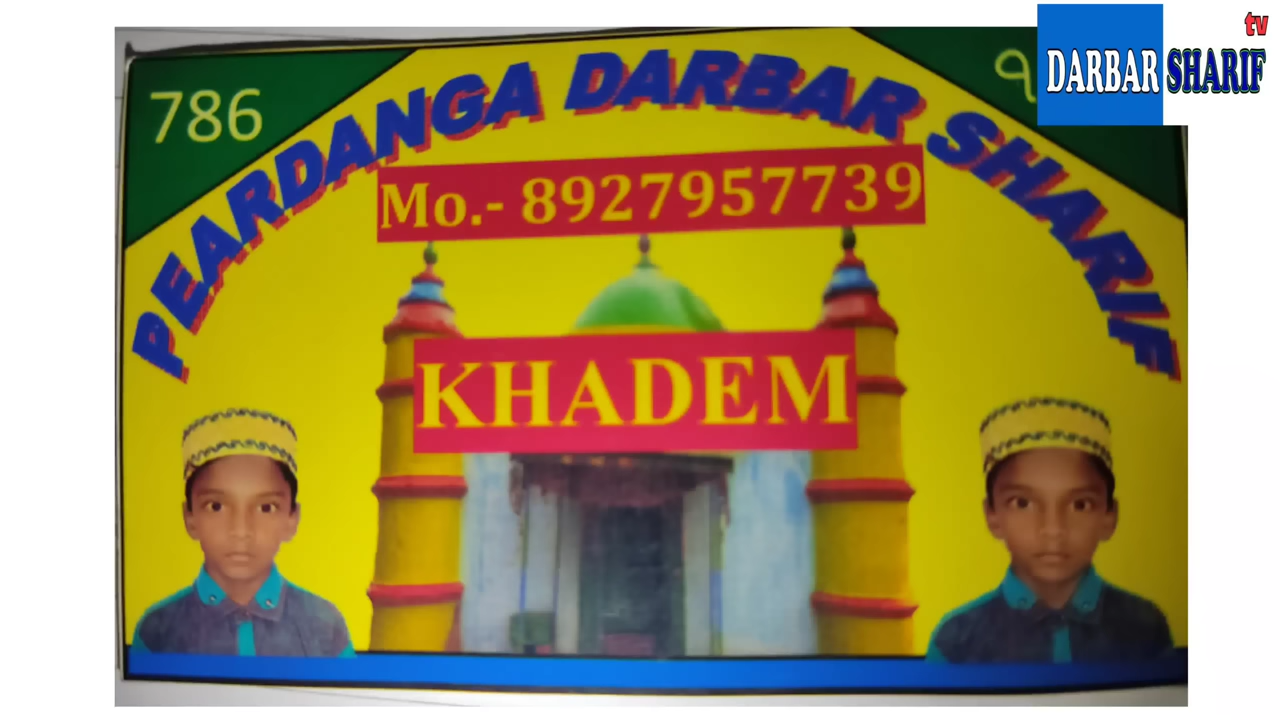 tv
DARBAR SHARIF
786
PEARDANGA DARBAR SHARIF
Mo.- 8927957739
KHADEM